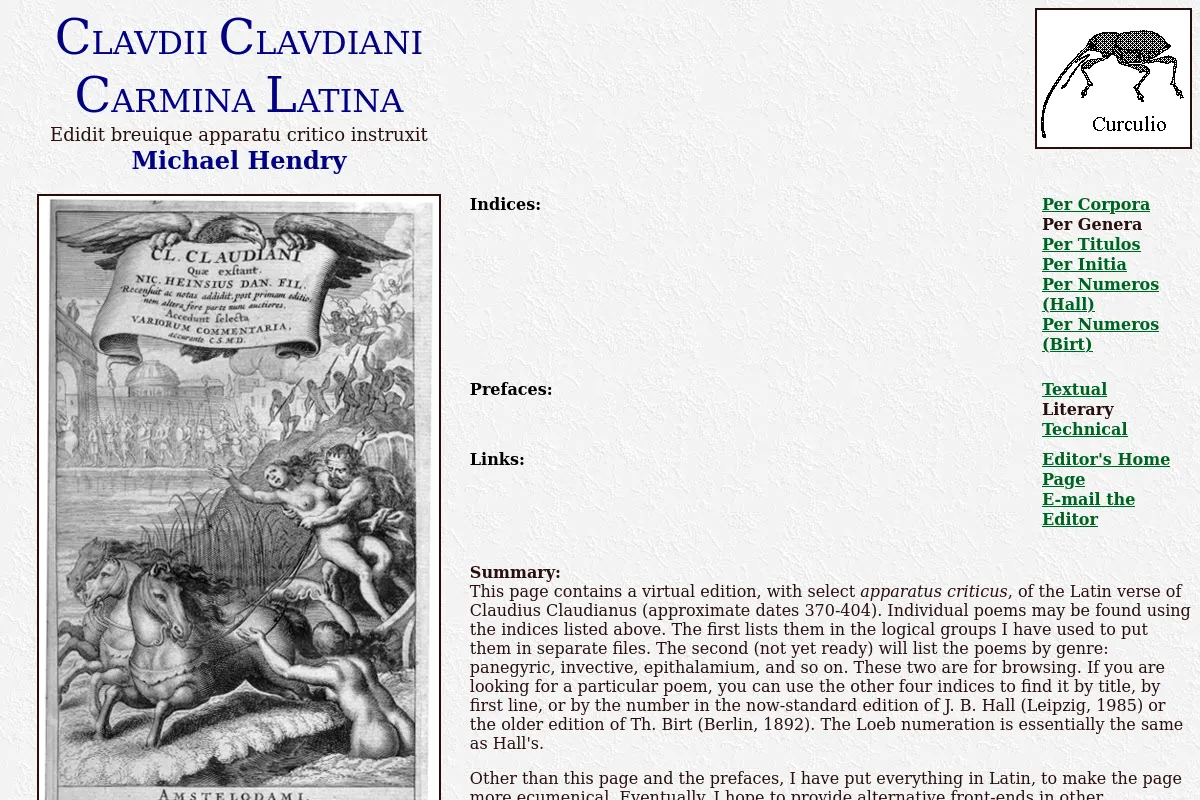 CLAVDII CLAVDIANI
CARMINA LATINA
Edidit breuique apparatu critico instruxit
Michael Hendry
Curculio
CL. CLAUDIANI
Quæ exſtant.
NIC. HEINSIUS DAN. FIL.
Recenſuit ac notas addidit, poſt primam editio-
nem altera fere parte nunc auctiores.
Accedunt ſelecta
VARIORUM COMMENTARIA,
accurante C.S.M.D.
AMSTELODAMI,
Indices:
Per Corpora
Per Genera
Per Titulos
Per Initia
Per Numeros
(Hall)
Per Numeros
(Birt)
Prefaces:
Textual
Literary
Technical
Links:
Editor's Home
Page
E-mail the
Editor
Summary:
This page contains a virtual edition, with select apparatus criticus, of the Latin verse of
Claudius Claudianus (approximate dates 370-404). Individual poems may be found using
the indices listed above. The first lists them in the logical groups I have used to put
them in separate files. The second (not yet ready) will list the poems by genre:
panegyric, invective, epithalamium, and so on. These two are for browsing. If you are
looking for a particular poem, you can use the other four indices to find it by title, by
first line, or by the number in the now-standard edition of J. B. Hall (Leipzig, 1985) or
the older edition of Th. Birt (Berlin, 1892). The Loeb numeration is essentially the same
as Hall's.
Other than this page and the prefaces, I have put everything in Latin, to make the page
more ecumenical. Eventually, I hope to provide alternative front-ends in other